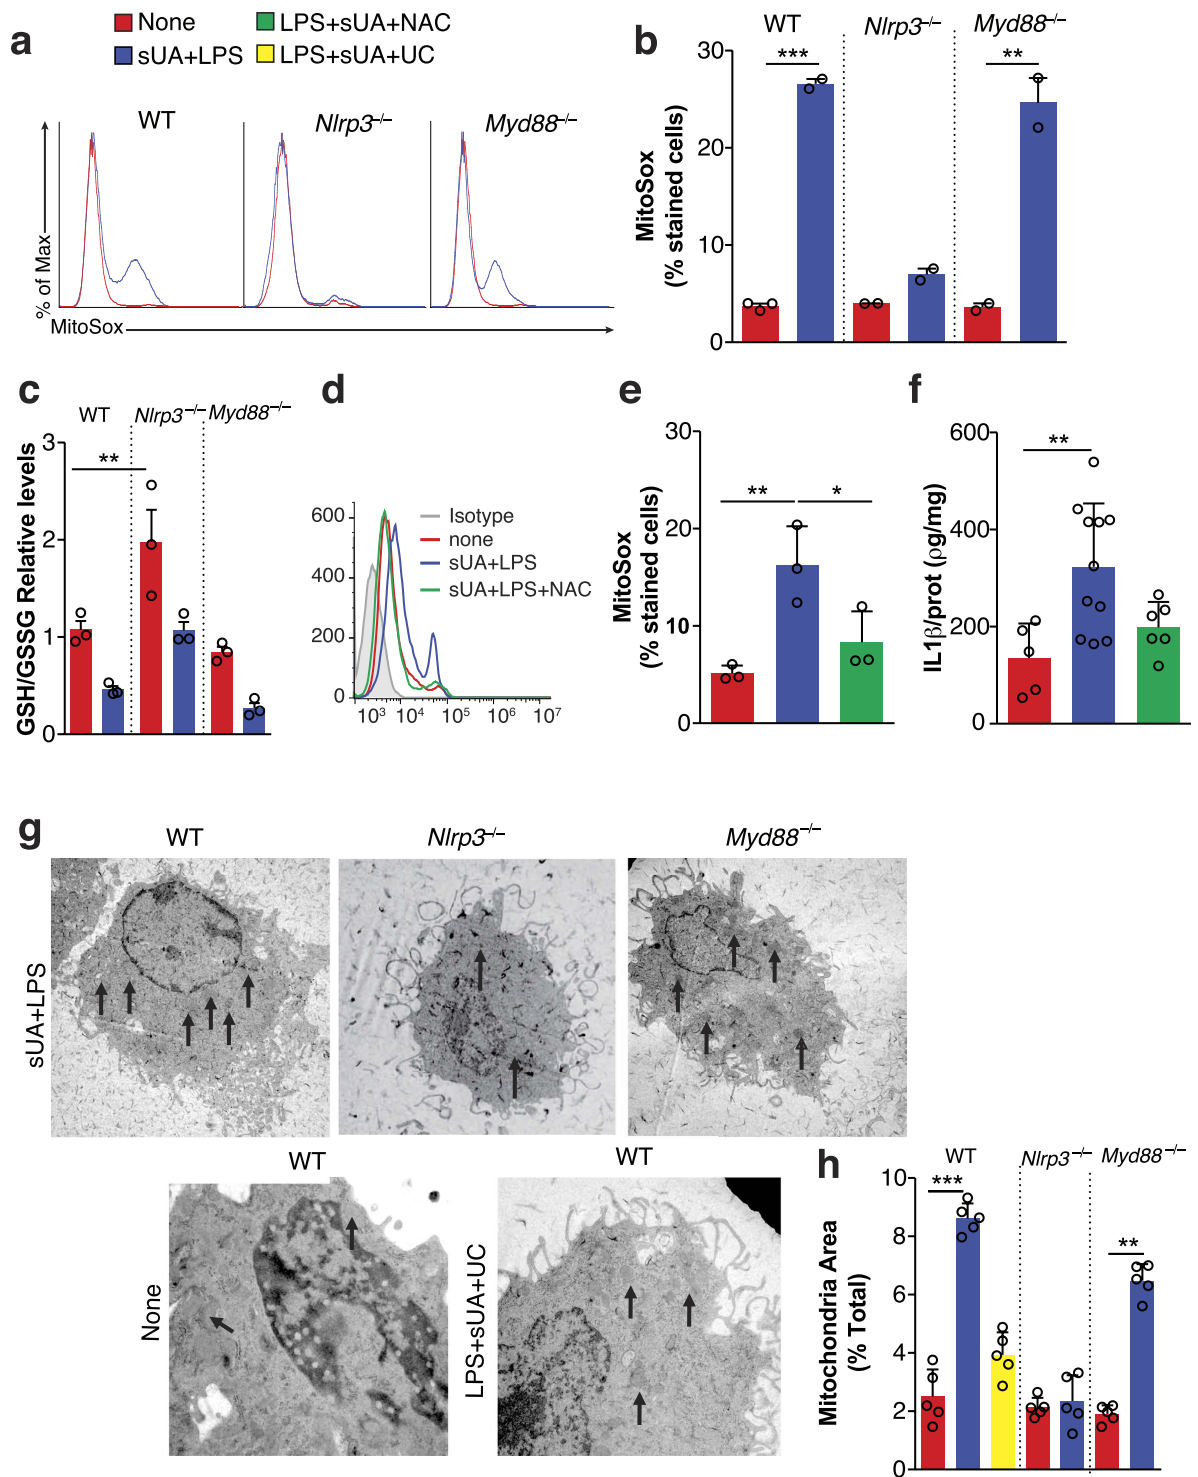 a
None
LPS+sUA+NAC
sUA+LPS
LPS+sUA+UC
WT
Nlrp3–/–
Myd88–/–
% of Max
MitoSox
b
WT
Nlrp3–/–
Myd88–/–
***
**
30
20
10
0
MitoSox
(% stained cells)
c
WT
Nlrp3–/–
Myd88–/–
**
3
2
1
0
GSH/GSSG Relative levels
d
600
400
200
0
10³ 10⁴ 10⁵ 10⁶ 10⁷
Isotype
none
sUA+LPS
sUA+LPS+NAC
e
30
20
10
0
**
*
MitoSox
(% stained cells)
f
600
400
200
0
**
IL1β/prot (ρg/mg)
g
WT
Nlrp3–/–
Myd88–/–
sUA+LPS
WT
WT
None
LPS+sUA+UC
h
WT
Nlrp3–/–
Myd88–/–
***
**
10
8
6
4
2
0
Mitochondria Area
(% Total)